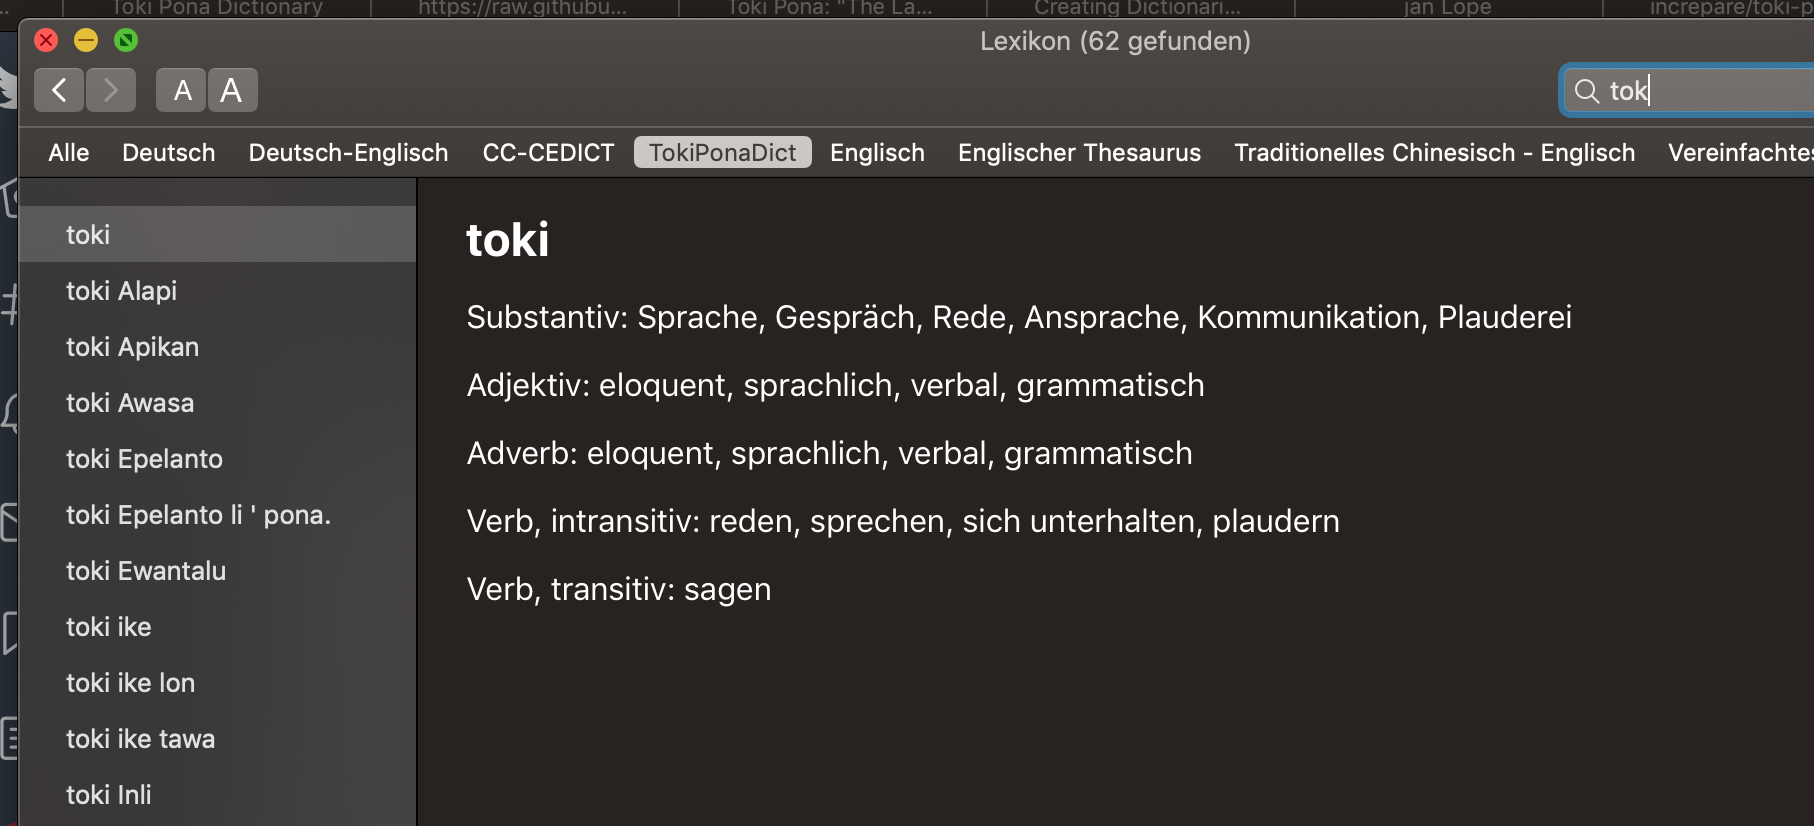 Toki Pona Dictionary
https://raw.githubu...
Toki Pona: "The La...
Creating Dictionari...
jan Lope
increpare/toki-p
Lexikon (62 gefunden)
A A
tok
Alle Deutsch Deutsch-Englisch CC-CEDICT TokiPonaDict Englisch Englischer Thesaurus Traditionelles Chinesisch - Englisch Vereinfachtes
toki
toki Alapi
toki Apikan
toki Awasa
toki Epelanto
toki Epelanto li ' pona.
toki Ewantalu
toki ike
toki ike lon
toki ike tawa
toki Inli
toki
Substantiv: Sprache, Gespräch, Rede, Ansprache, Kommunikation, Plauderei
Adjektiv: eloquent, sprachlich, verbal, grammatisch
Adverb: eloquent, sprachlich, verbal, grammatisch
Verb, intransitiv: reden, sprechen, sich unterhalten, plaudern
Verb, transitiv: sagen